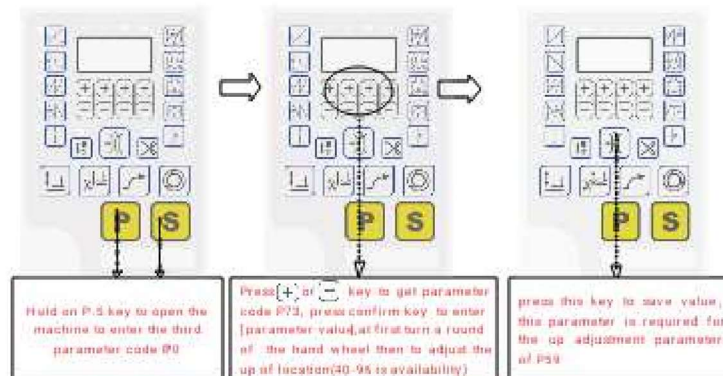 P S
P S
P S
Hold on P.S key to open the
machine to enter the third
parameter code P0
Press + or − key to get parameter
code P73, press confirm key to enter
[parameter value], at first turn a round
of the hand wheel then to adjust the
up of location(40-96 is availability)
press this key to save value,
this parameter is required for
the up adjustment parameter
of P59